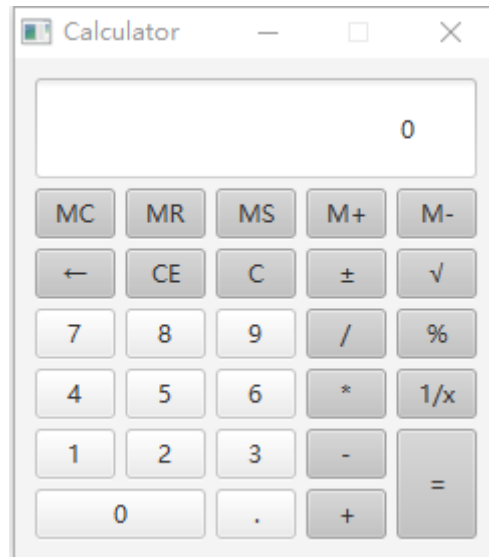 Calculator
0
MC MR MS M+ M-
← CE C ± √
7 8 9 / %
4 5 6 * 1/x
1 2 3 - =
0 . +